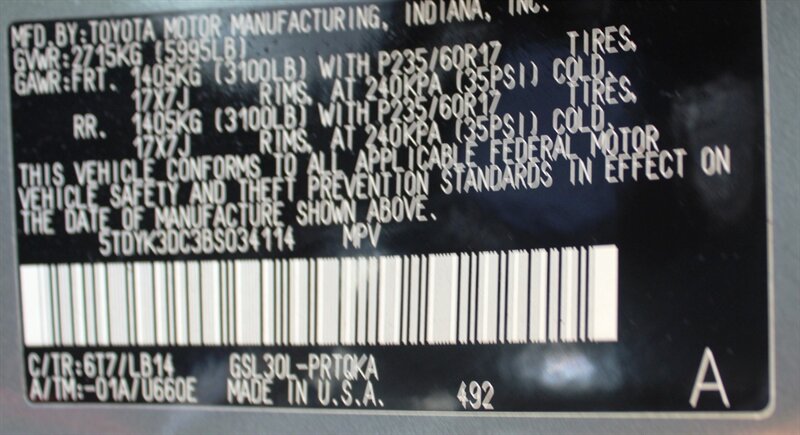 MFD. BY: TOYOTA MOTOR MANUFACTURING, INDIANA, INC.
GVWR: 2715KG (5995LB)
GAWR: FRT. 1405KG (3100LB) WITH P235/60R17 TIRES,
17X7J RIMS, AT 240KPA (35PSI) COLD.
RR. 1405KG (3100LB) WITH P235/60R17 TIRES,
17X7J RIMS, AT 240KPA (35PSI) COLD.
THIS VEHICLE CONFORMS TO ALL APPLICABLE FEDERAL MOTOR
VEHICLE SAFETY AND THEFT PREVENTION STANDARDS IN EFFECT ON
THE DATE OF MANUFACTURE SHOWN ABOVE.
5TDYK3DC3BS034114 MPV
C/TR: 6T7/LB14 GSL30L-PRTQKA
A/TM: -01A/U660E MADE IN U.S.A. 492
A